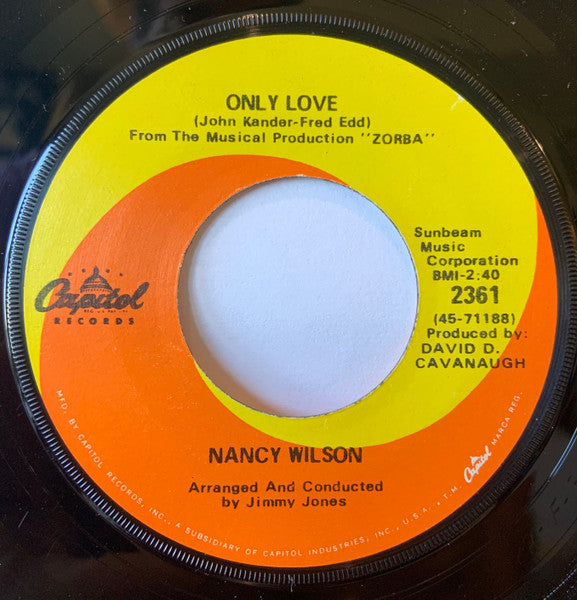 ONLY LOVE
(John Kander-Fred Edd)
From The Musical Production "ZORBA"
Capitol
RECORDS
Sunbeam
Music
Corporation
BMI-2:40
2361
(45-71188)
Produced by:
DAVID D.
CAVANAUGH
NANCY WILSON
Arranged And Conducted
by Jimmy Jones
MFD. BY CAPITOL RECORDS, INC., A SUBSIDIARY OF CAPITOL INDUSTRIES, INC., U.S.A. • T.M. Capitol MARCA REG.